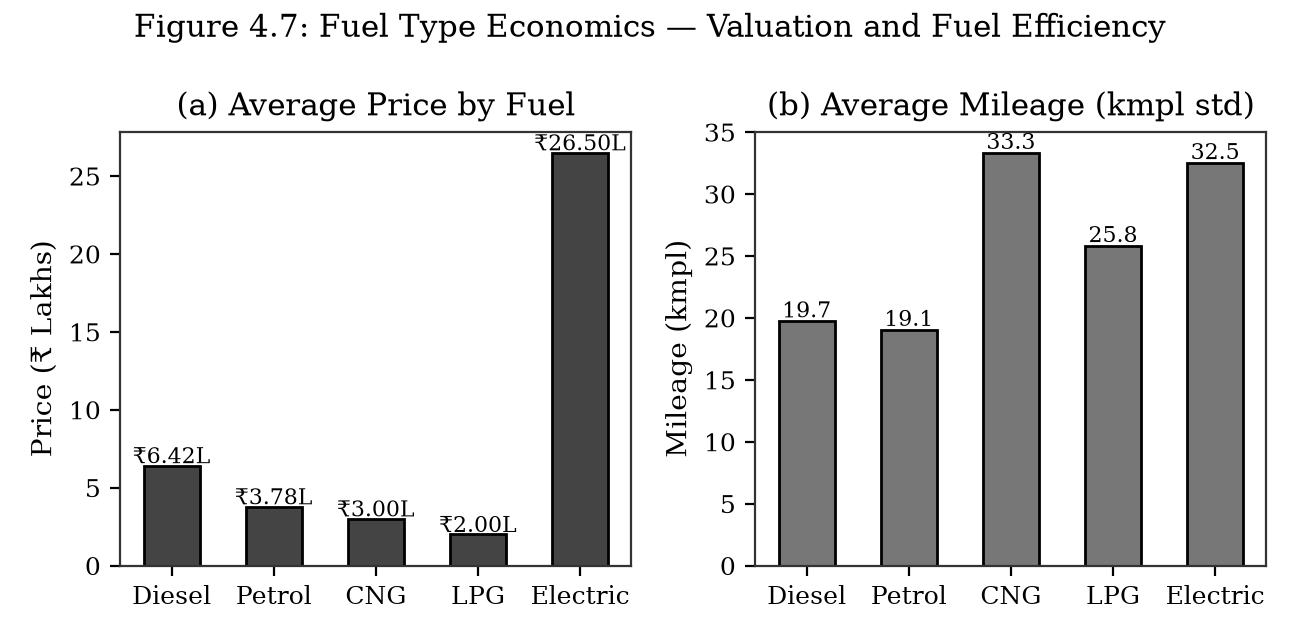 Figure 4.7: Fuel Type Economics — Valuation and Fuel Efficiency
(a) Average Price by Fuel
Price (₹ Lakhs)
25
20
15
10
5
0
₹6.42L
₹3.78L
₹3.00L
₹2.00L
₹26.50L
Diesel Petrol CNG LPG Electric
(b) Average Mileage (kmpl std)
Mileage (kmpl)
35
30
25
20
15
10
5
0
19.7
19.1
33.3
25.8
32.5
Diesel Petrol CNG LPG Electric